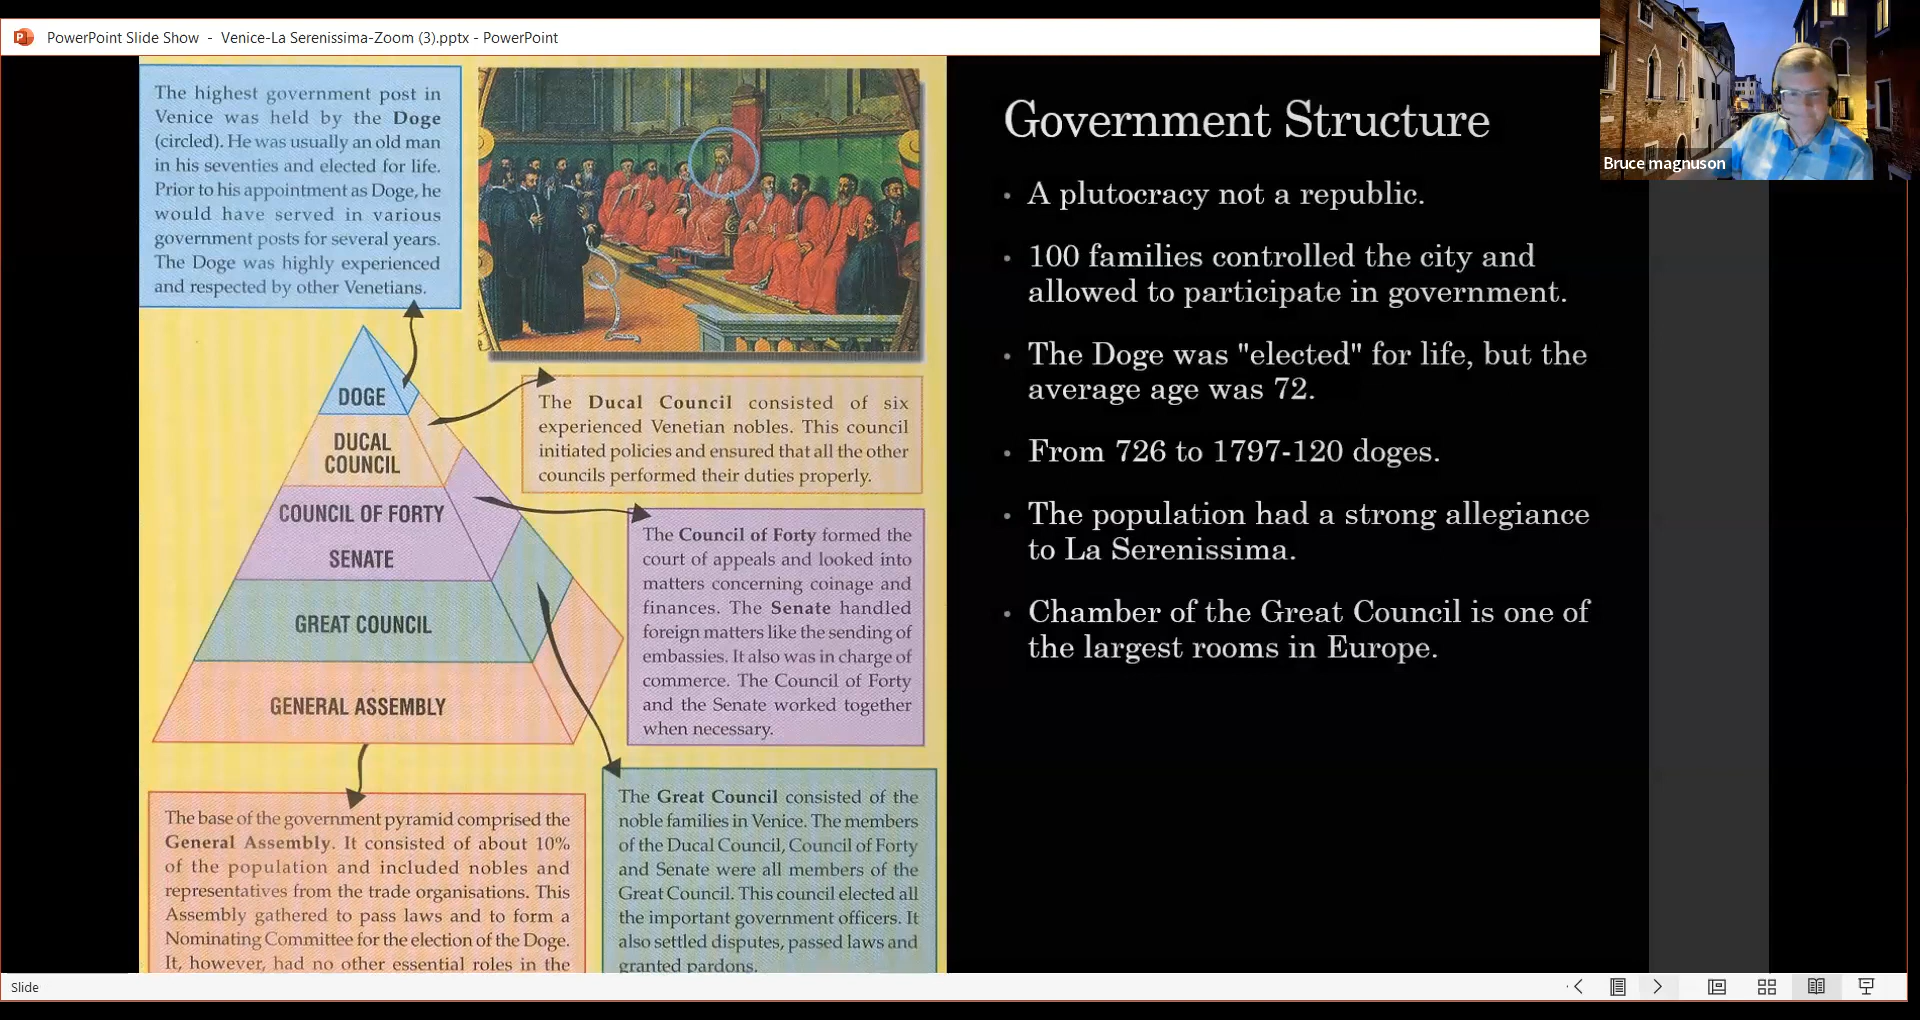 PowerPoint Slide Show - Venice-La Serenissima-Zoom (3).pptx - PowerPoint
The highest government post in
Venice was held by the Doge
(circled). He was usually an old man
in his seventies and elected for life.
Prior to his appointment as Doge, he
would have served in various
government posts for several years.
The Doge was highly experienced
and respected by other Venetians.
DOGE
DUCAL
COUNCIL
COUNCIL OF FORTY
SENATE
GREAT COUNCIL
GENERAL ASSEMBLY
The Ducal Council consisted of six
experienced Venetian nobles. This council
initiated policies and ensured that all the other
councils performed their duties properly.
The Council of Forty formed the
court of appeals and looked into
matters concerning coinage and
finances. The Senate handled
foreign matters like the sending of
embassies. It also was in charge of
commerce. The Council of Forty
and the Senate worked together
when necessary.
The base of the government pyramid comprised the
General Assembly. It consisted of about 10%
of the population and included nobles and
representatives from the trade organisations. This
Assembly gathered to pass laws and to form a
Nominating Committee for the election of the Doge.
It, however, had no other essential roles in the
The Great Council consisted of the
noble families in Venice. The members
of the Ducal Council, Council of Forty
and Senate were all members of the
Great Council. This council elected all
the important government officers. It
also settled disputes, passed laws and
granted pardons.
Government Structure
• A plutocracy not a republic.
• 100 families controlled the city and
allowed to participate in government.
• The Doge was "elected" for life, but the
average age was 72.
• From 726 to 1797-120 doges.
• The population had a strong allegiance
to La Serenissima.
• Chamber of the Great Council is one of
the largest rooms in Europe.
Bruce magnuson
Slide